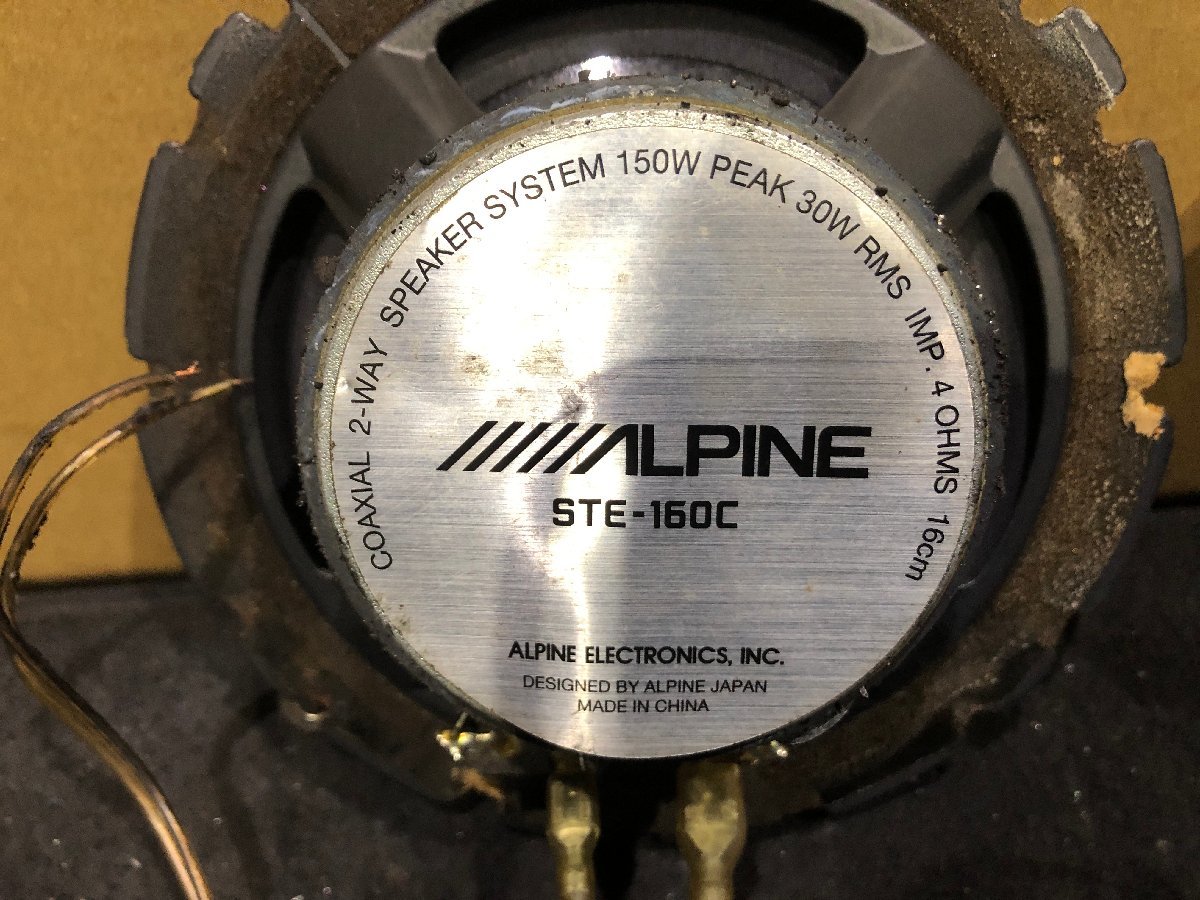 COAXIAL 2-WAY SPEAKER SYSTEM 150W PEAK 30W RMS IMP. 4 OHMS 16cm
ALPINE
STE-160C
ALPINE ELECTRONICS, INC.
DESIGNED BY ALPINE JAPAN
MADE IN CHINA